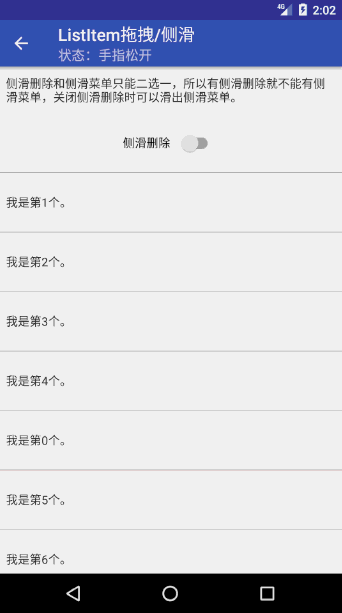 4G 2:02
ListItem拖拽/侧滑
状态：手指松开
侧滑删除和侧滑菜单只能二选一，所以有侧滑删除就不能有侧
滑菜单，关闭侧滑删除时可以滑出侧滑菜单。
侧滑删除
我是第1个。
我是第2个。
我是第3个。
我是第4个。
我是第0个。
我是第5个。
我是第6个。